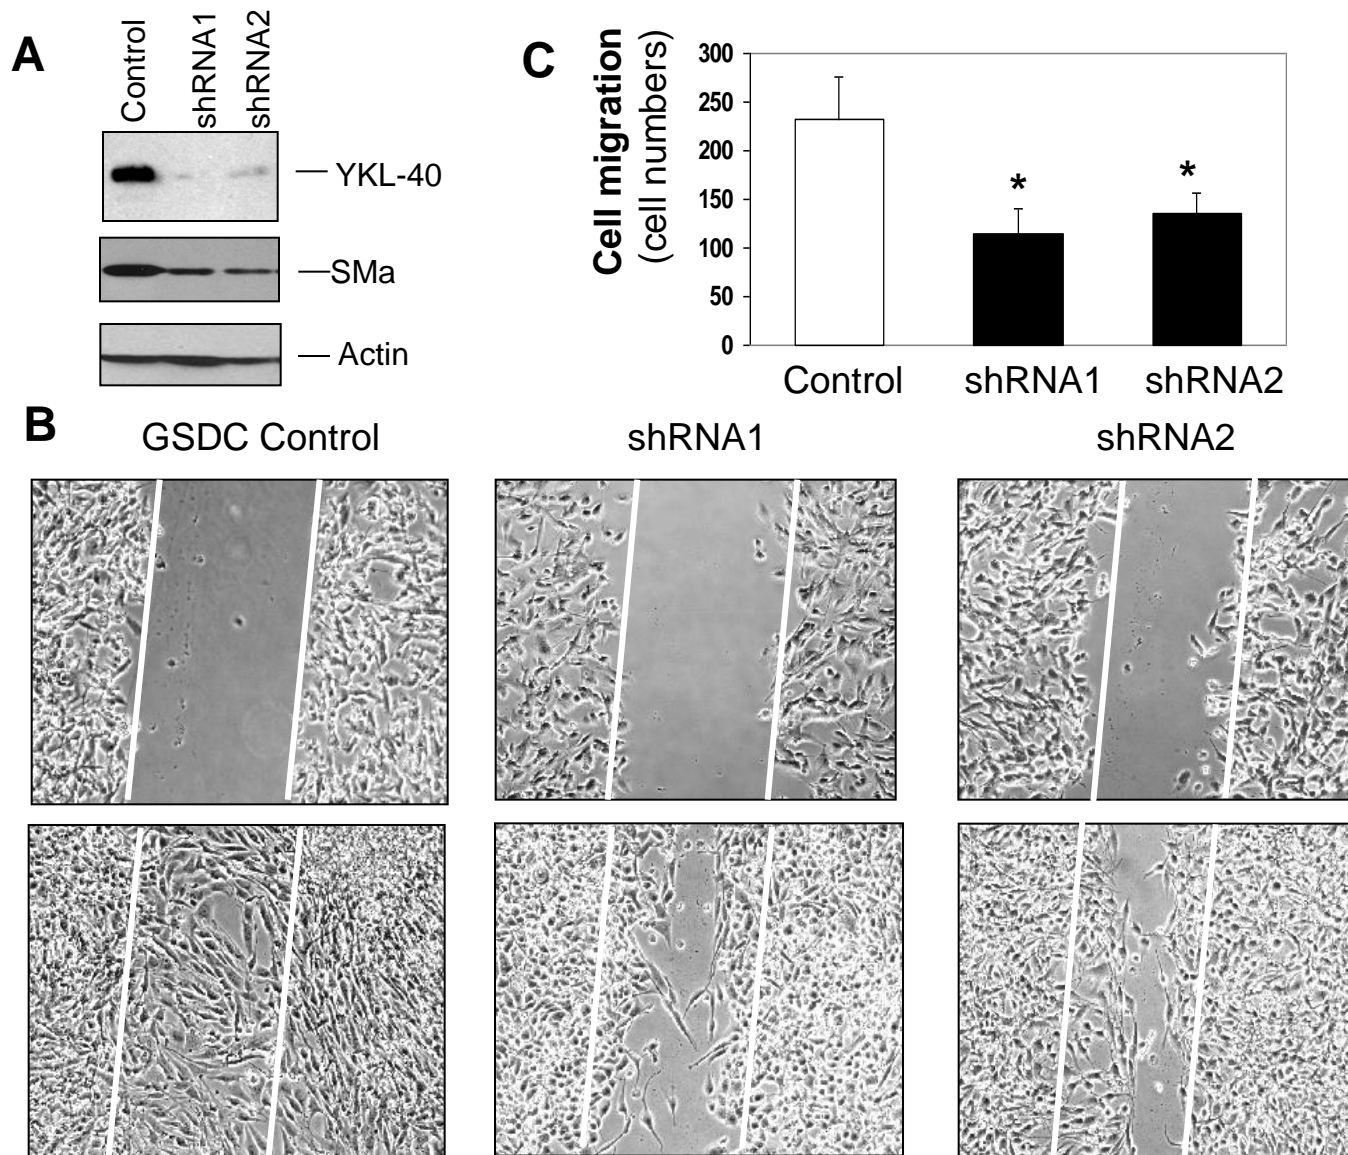 A
Control
shRNA1
shRNA2
YKL-40
SMa
Actin
C
Cell migration
(cell numbers)
300
250
200
150
100
50
0
*
*
Control
shRNA1
shRNA2
B
GSDC Control
shRNA1
shRNA2